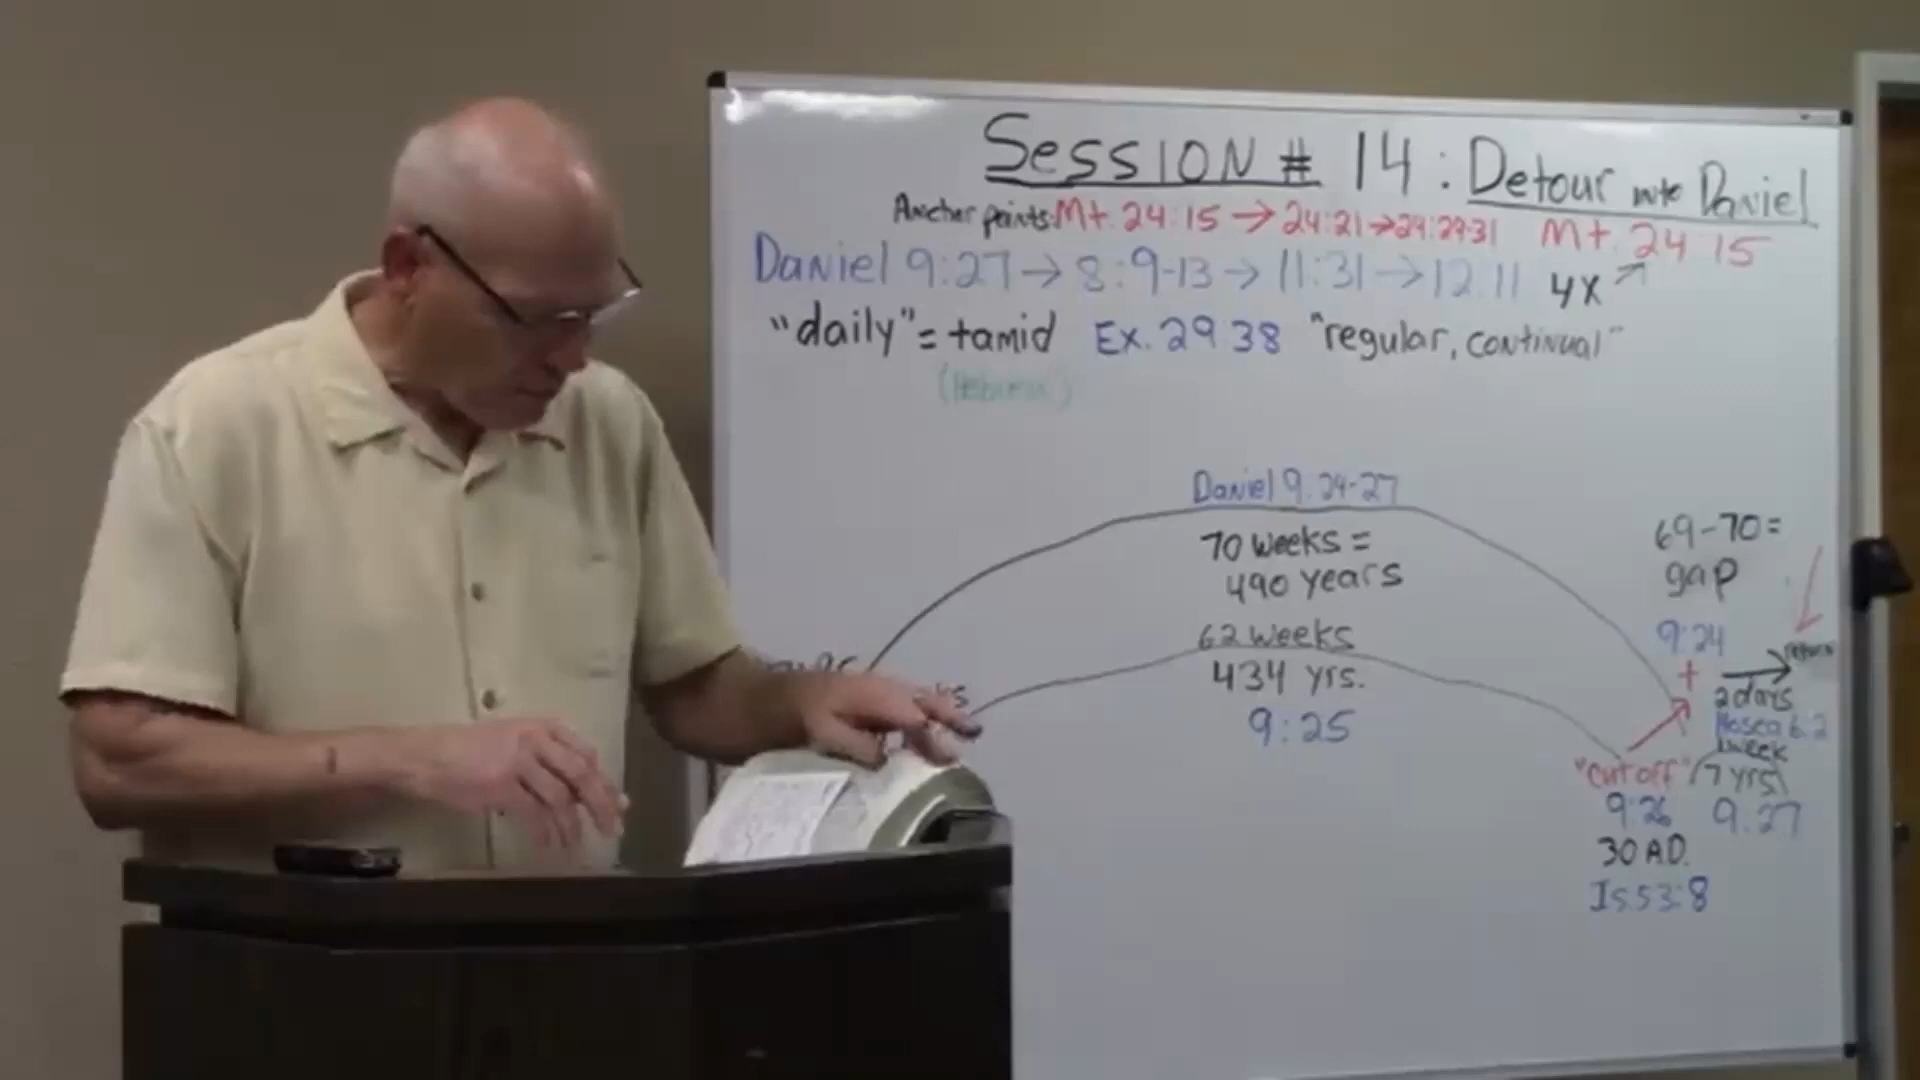 Session # 14: Detour into Daniel
Anchor points: Mt. 24:15 → 24:21 → 24:29-31 Mt. 24 15
Daniel 9:27 → 8:9-13 → 11:31 → 12.11 4x
"daily" = tamid Ex. 29 38 "regular, continual"
(Hebrew)
Daniel 9:24-27
70 weeks =
490 years
62 weeks
434 yrs.
9:25
69-70 =
gap
9:24
return
2 days
Hosea 6:2
1 week
"cut off" 7 yrs
9:26 9:27
30 A.D.
Is. 53:8